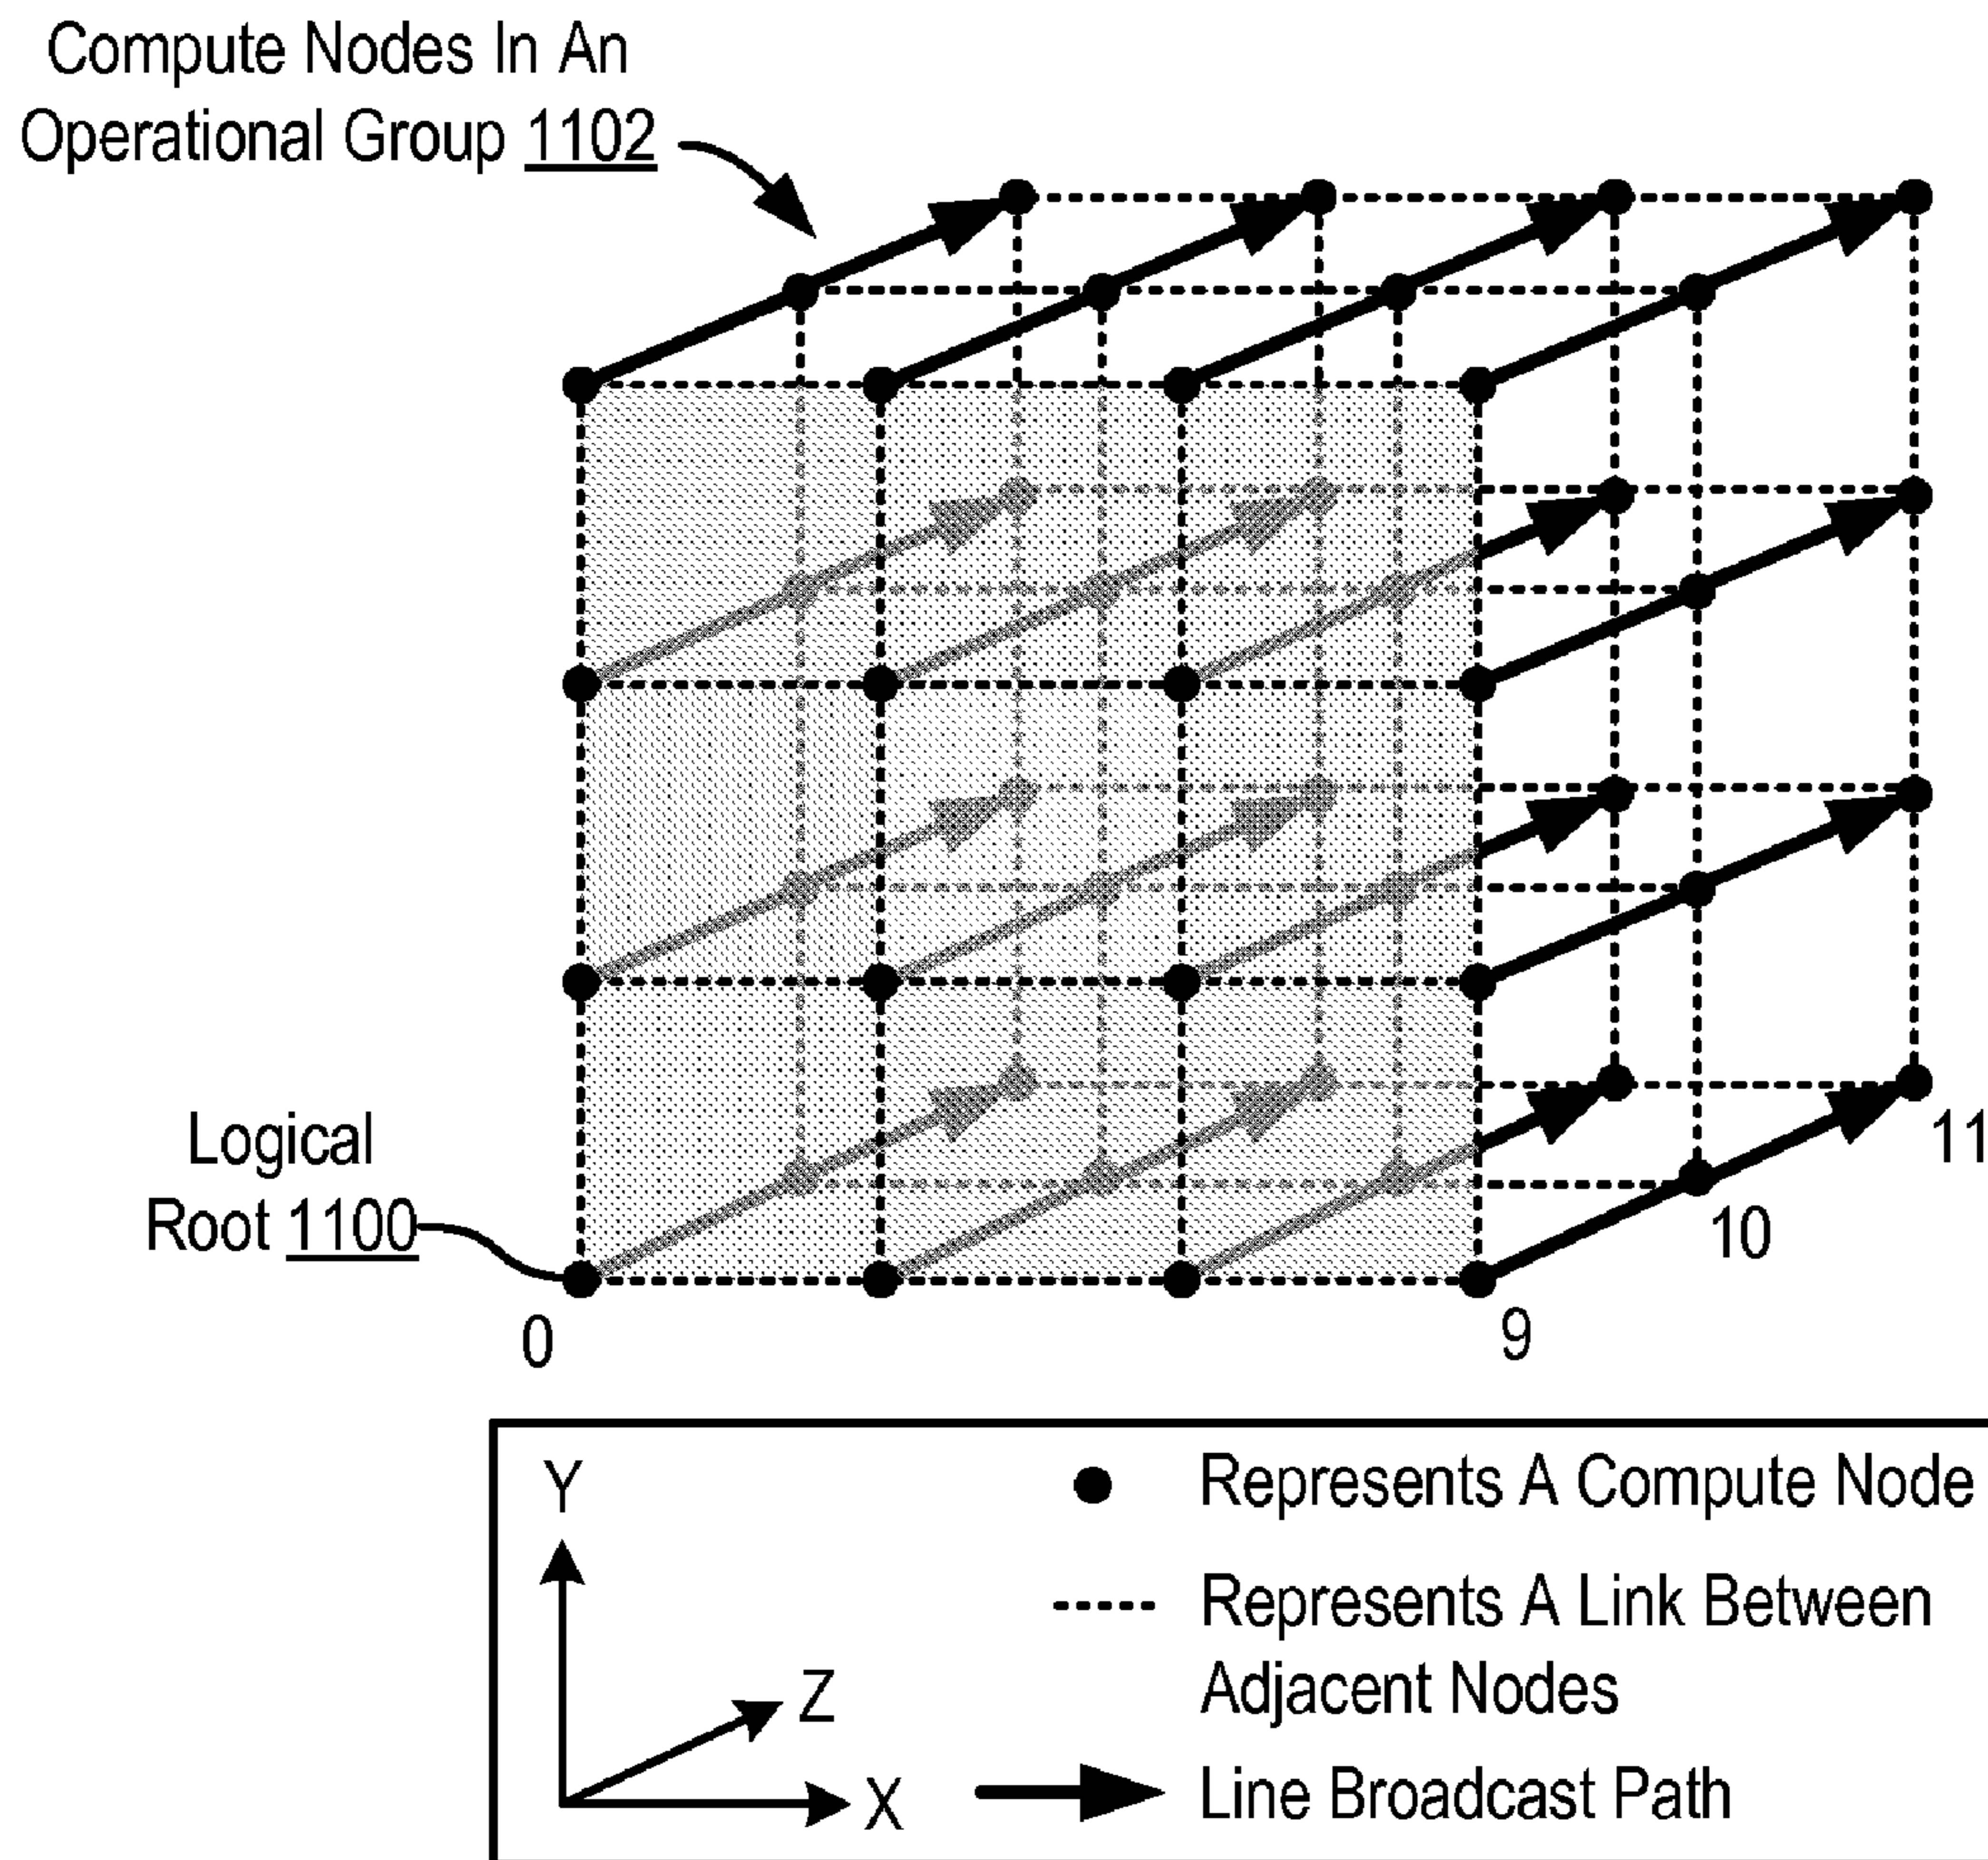 Compute Nodes In An
Operational Group 1102
Logical
Root 1100
0
9
10
11
Y
Z
X
Represents A Compute Node
Represents A Link Between
Adjacent Nodes
Line Broadcast Path